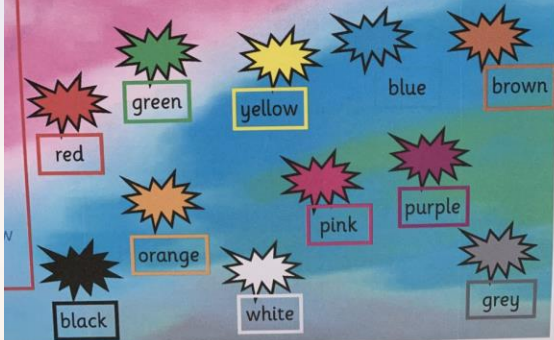 green
yellow
blue
brown
red
orange
pink
purple
black
white
grey